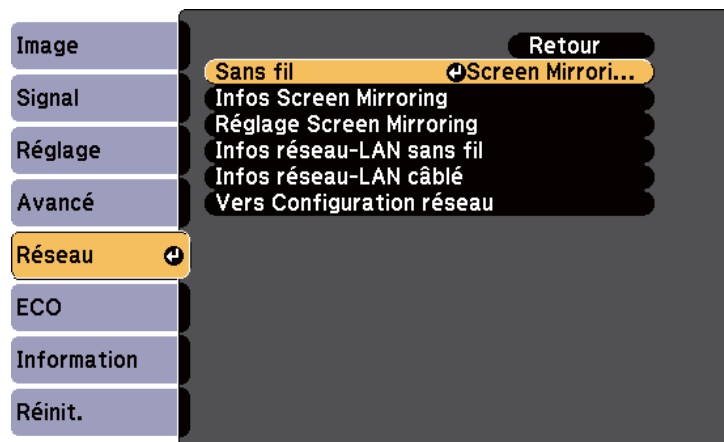 Image
Signal
Réglage
Avancé
Réseau
ECO
Information
Réinit.
Retour
Sans fil Screen Mirrori...
Infos Screen Mirroring
Réglage Screen Mirroring
Infos réseau-LAN sans fil
Infos réseau-LAN câblé
Vers Configuration réseau